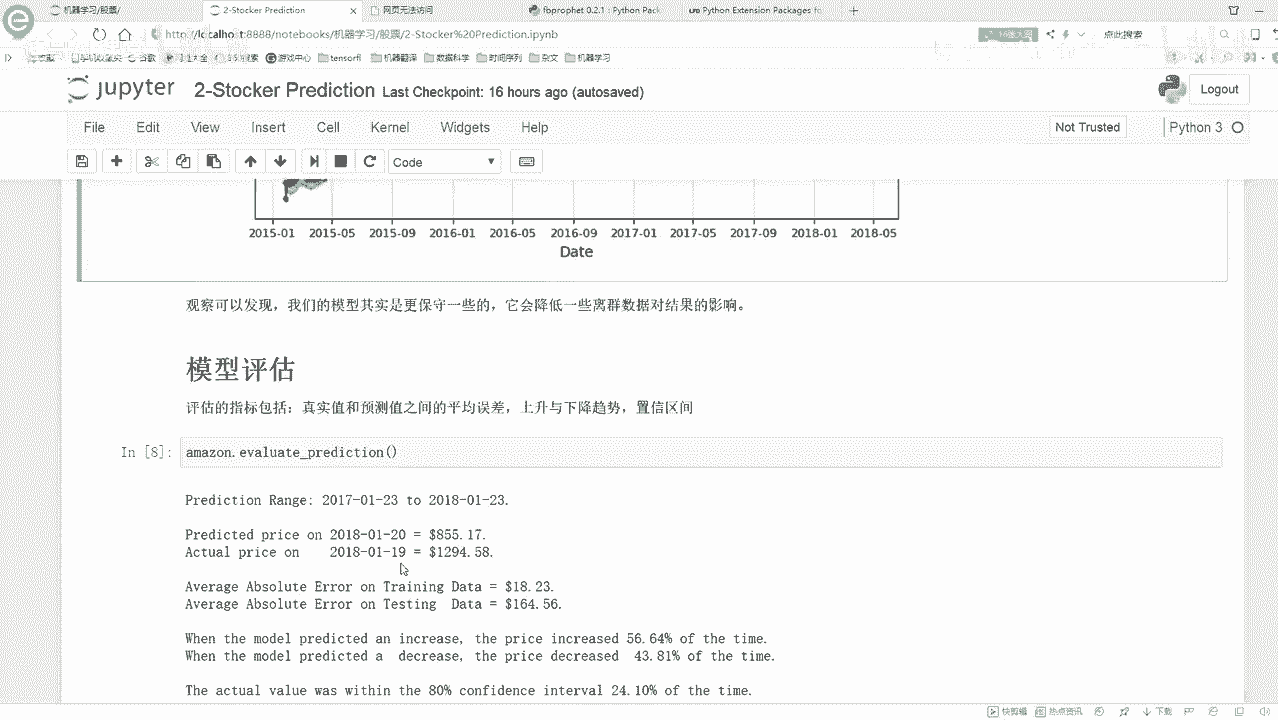 机器学习/股票/
2-Stocker Prediction
网页无法访问
fbprophet 0.2.1 : Python Pack
Python Extension Packages fo
http://localhost:8888/notebooks/机器学习/股票/2-Stocker%20Prediction.ipynb
点此搜索
游戏中心 tensorfl 机器翻译 数据科学 时间序列 杂文 机器学习
jupyter 2-Stocker Prediction Last Checkpoint: 16 hours ago (autosaved)
Logout
File Edit View Insert Cell Kernel Widgets Help
Not Trusted
Python 3
Code
2015-01 2015-05 2015-09 2016-01 2016-05 2016-09 2017-01 2017-05 2017-09 2018-01 2018-05
Date
观察可以发现，我们的模型其实是更保守一些的，它会降低一些离群数据对结果的影响。
模型评估
评估的指标包括：真实值和预测值之间的平均误差，上升与下降趋势，置信区间
In [8]: amazon.evaluate_prediction()
Prediction Range: 2017-01-23 to 2018-01-23.
Predicted price on 2018-01-20 = $855.17.
Actual price on 2018-01-19 = $1294.58.
Average Absolute Error on Training Data = $18.23.
Average Absolute Error on Testing Data = $164.56.
When the model predicted an increase, the price increased 56.64% of the time.
When the model predicted a decrease, the price decreased 43.81% of the time.
The actual value was within the 80% confidence interval 24.10% of the time.
快剪辑 热点资讯 下载